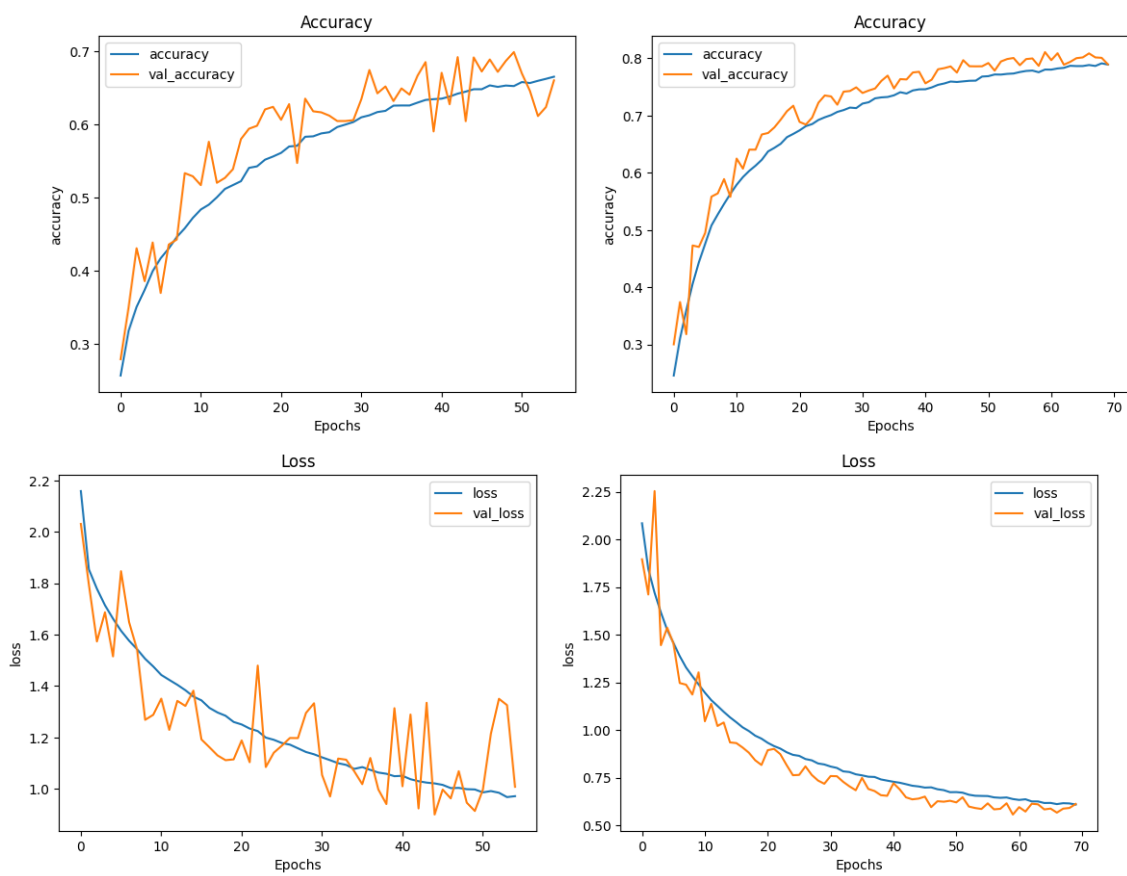 Accuracy
accuracy
val_accuracy
0.7
0.6
0.5
0.4
0.3
accuracy
0 10 20 30 40 50
Epochs
Accuracy
accuracy
val_accuracy
0.8
0.7
0.6
0.5
0.4
0.3
accuracy
0 10 20 30 40 50 60 70
Epochs
Loss
loss
val_loss
2.2
2.0
1.8
1.6
1.4
1.2
1.0
loss
0 10 20 30 40 50
Epochs
Loss
loss
val_loss
2.25
2.00
1.75
1.50
1.25
1.00
0.75
0.50
loss
0 10 20 30 40 50 60 70
Epochs